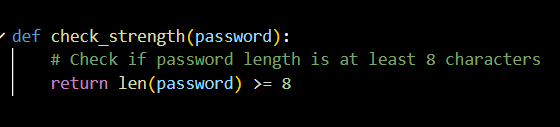 def check_strength(password):
    # Check if password length is at least 8 characters
    return len(password) >= 8